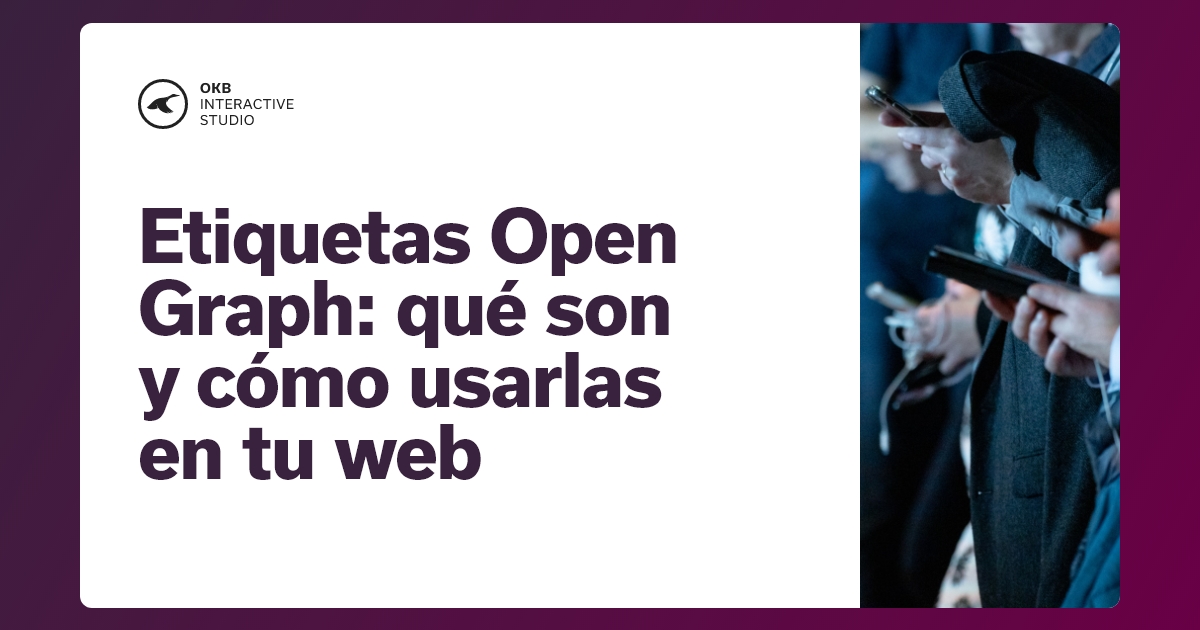 OKB
INTERACTIVE
STUDIO
Etiquetas Open
Graph: qué son
y cómo usarlas
en tu web